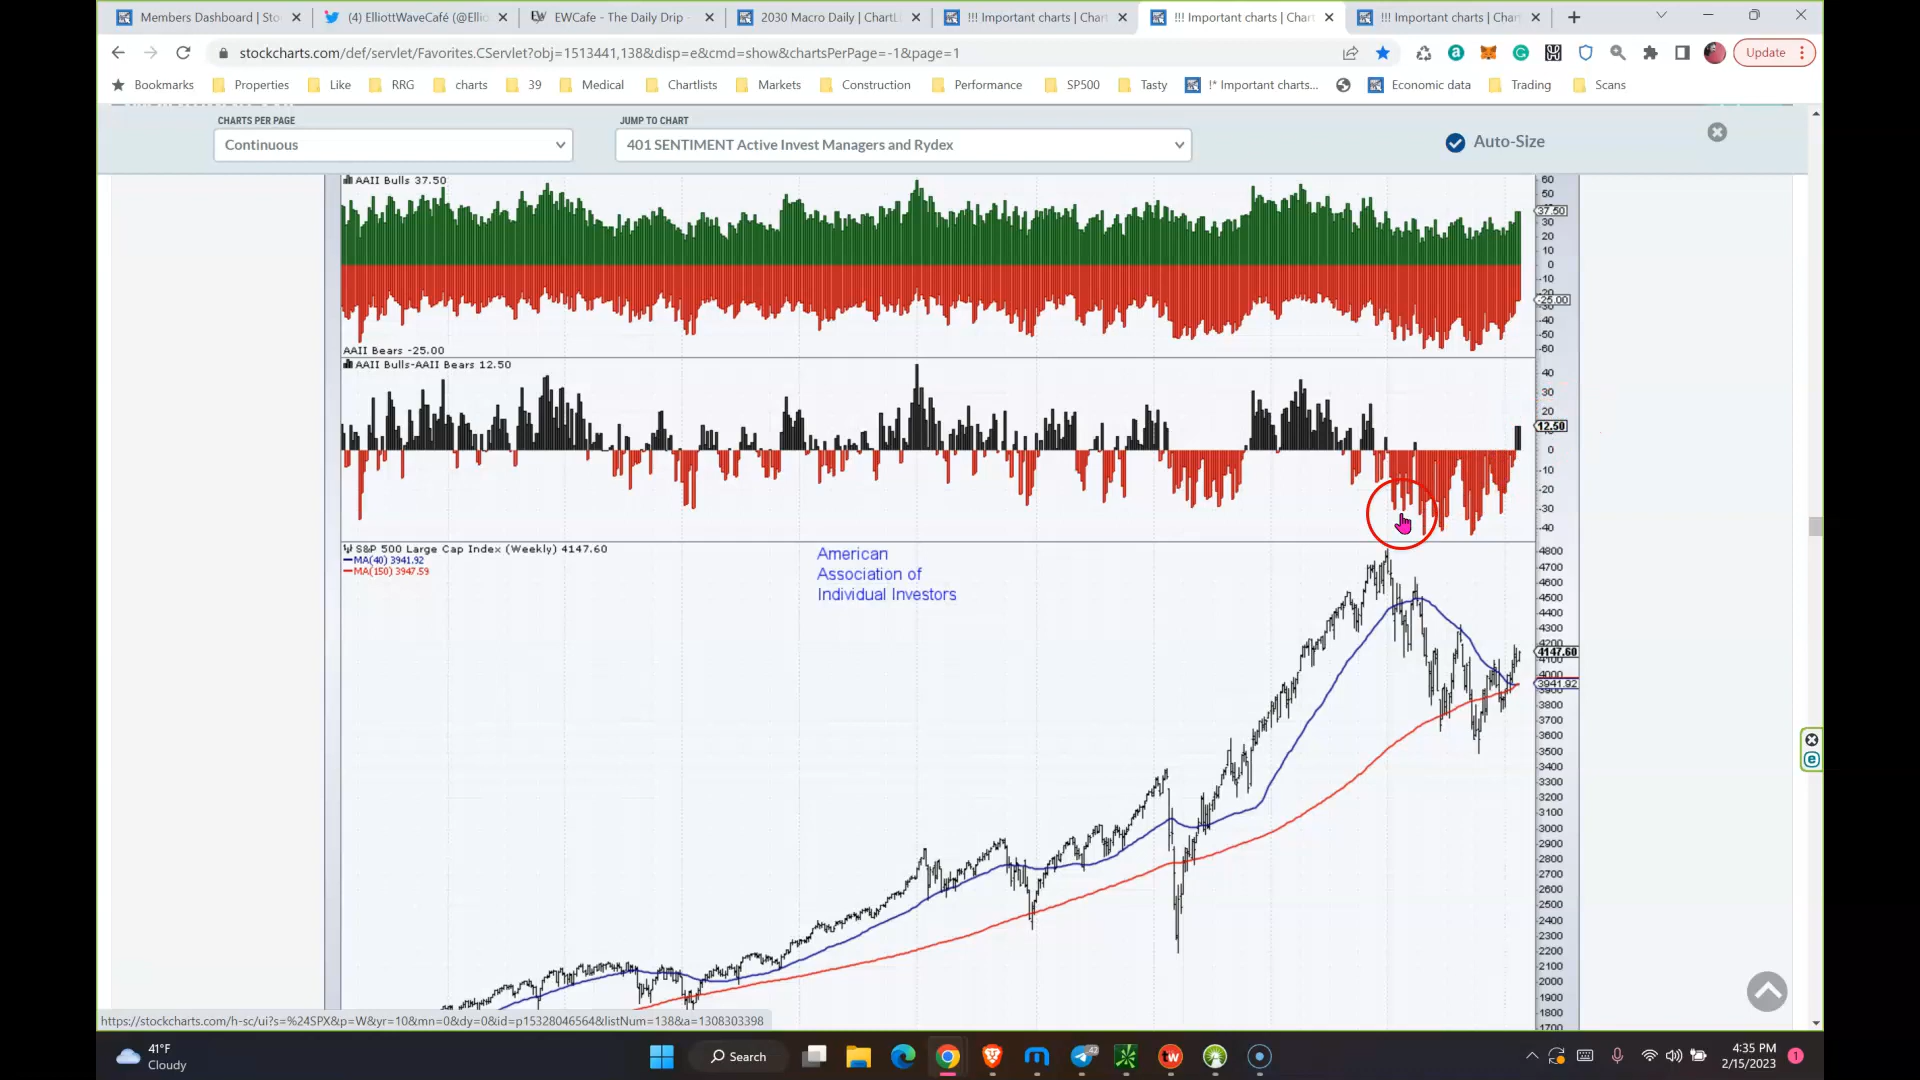 Members Dashboard | Sto
(4) ElliottWaveCafé (@Ellio
EWCafe - The Daily Drip
2030 Macro Daily | ChartLi
!!! Important charts | Chart
!!! Important charts | Chart
!!! Important charts | Chart
stockcharts.com/def/servlet/Favorites.CServlet?obj=1513441,138&disp=e&cmd=show&chartsPerPage=-1&page=1
Update
Bookmarks
Properties
Like
RRG
charts
39
Medical
Chartlists
Markets
Construction
Performance
SP500
Tasty
!* Important charts...
Economic data
Trading
Scans
CHARTS PER PAGE
Continuous
JUMP TO CHART
401 SENTIMENT Active Invest Managers and Rydex
Auto-Size
AAII Bulls 37.50
60
50
37.50
30
20
10
0
-10
-25.00
-40
-50
-60
AAII Bears -25.00
AAII Bulls-AAII Bears 12.50
40
30
20
12.50
0
-10
-20
-30
-40
S&P 500 Large Cap Index (Weekly) 4147.60
MA(40) 3941.92
MA(150) 3947.59
American
Association of
Individual Investors
4800
4700
4600
4500
4400
4300
4200
4147.60
4100
4000
3941.92
3900
3800
3700
3600
3500
3400
3300
3200
3100
3000
2900
2800
2700
2600
2500
2400
2300
2200
2100
2000
1900
1800
1700
https://stockcharts.com/h-sc/ui?s=%24SPX&p=W&yr=10&mn=0&dy=0&id=p15328046564&listNum=138&a=1308303398
41°F
Cloudy
Search
4:35 PM
2/15/2023
1